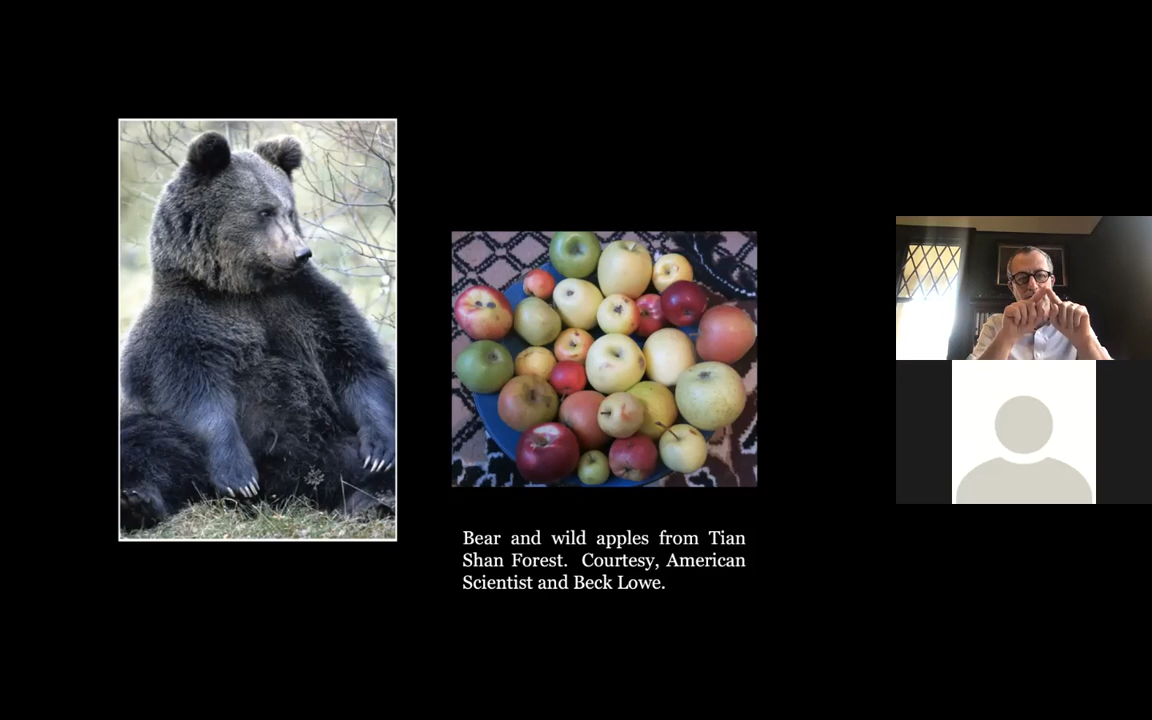 Bear and wild apples from Tian
Shan Forest. Courtesy, American
Scientist and Beck Lowe.